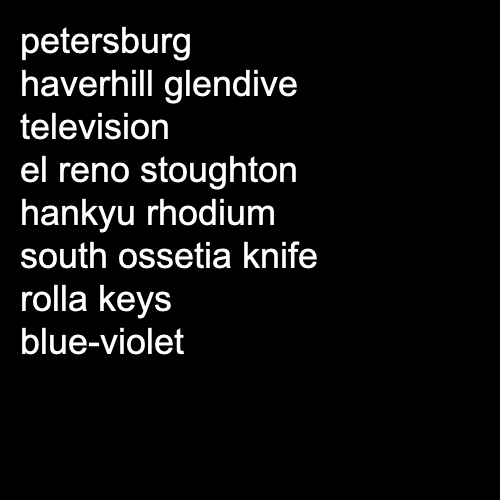 petersburg
haverhill glendive
television
el reno stoughton
hankyu rhodium
south ossetia knife
rolla keys
blue-violet